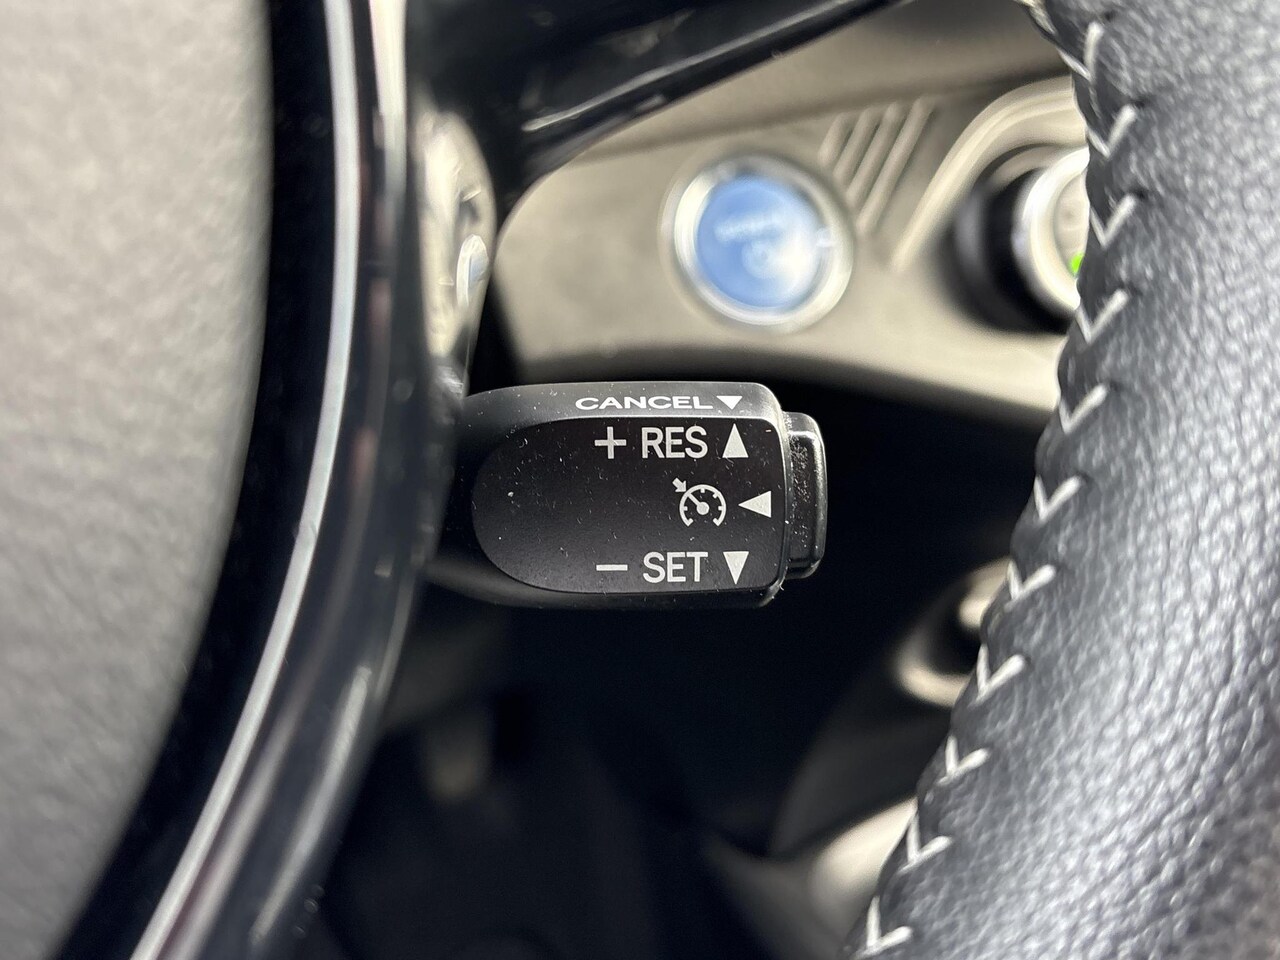 CANCEL▼
+ RES ▲
◀
− SET ▼